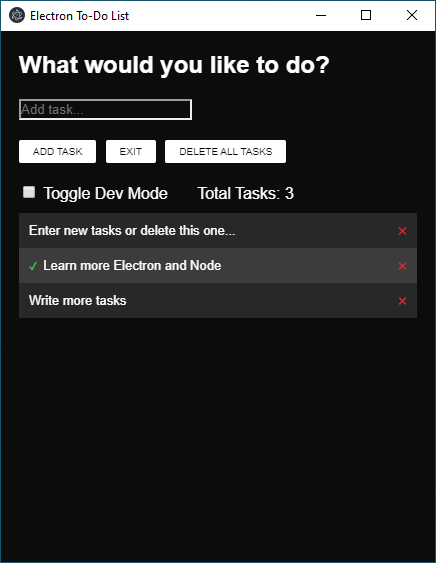 Electron To-Do List
What would you like to do?
Add task...
ADD TASK EXIT DELETE ALL TASKS
Toggle Dev Mode Total Tasks: 3
Enter new tasks or delete this one... ×
✓ Learn more Electron and Node ×
Write more tasks ×